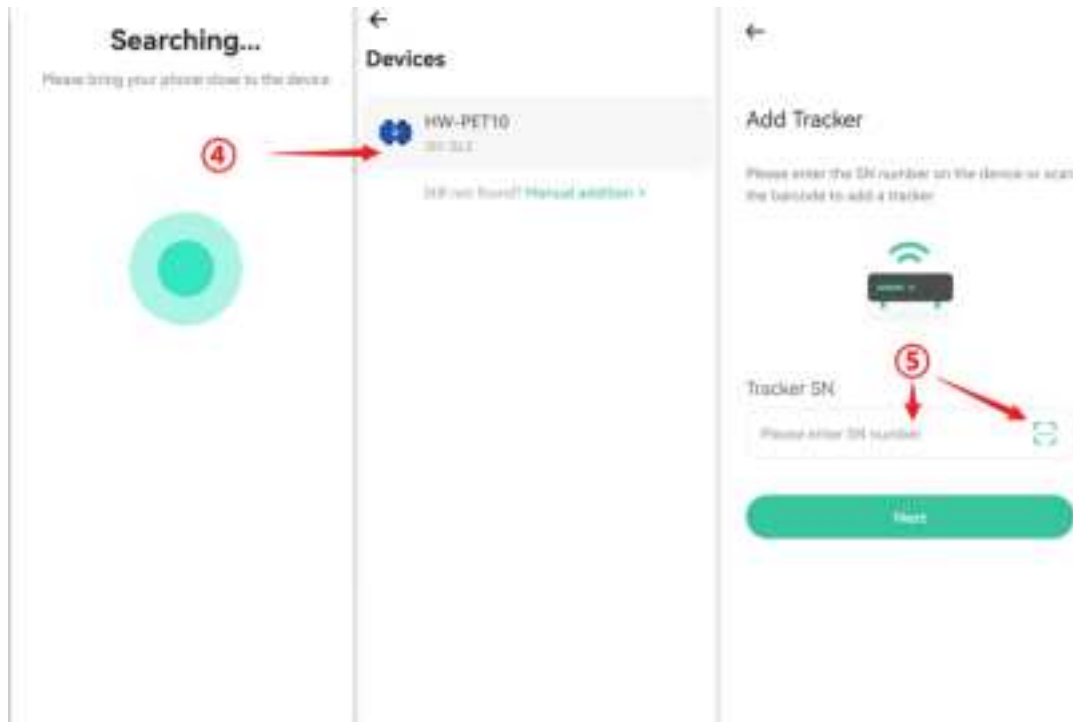 Searching...
Please bring your phone close to the device
④
←
Devices
HW-PET10
Still not found? Manual addition >
←
Add Tracker
Please enter the SN number on the device or scan
the barcode to add a tracker
⑤
Tracker SN
Please enter SN number
Next